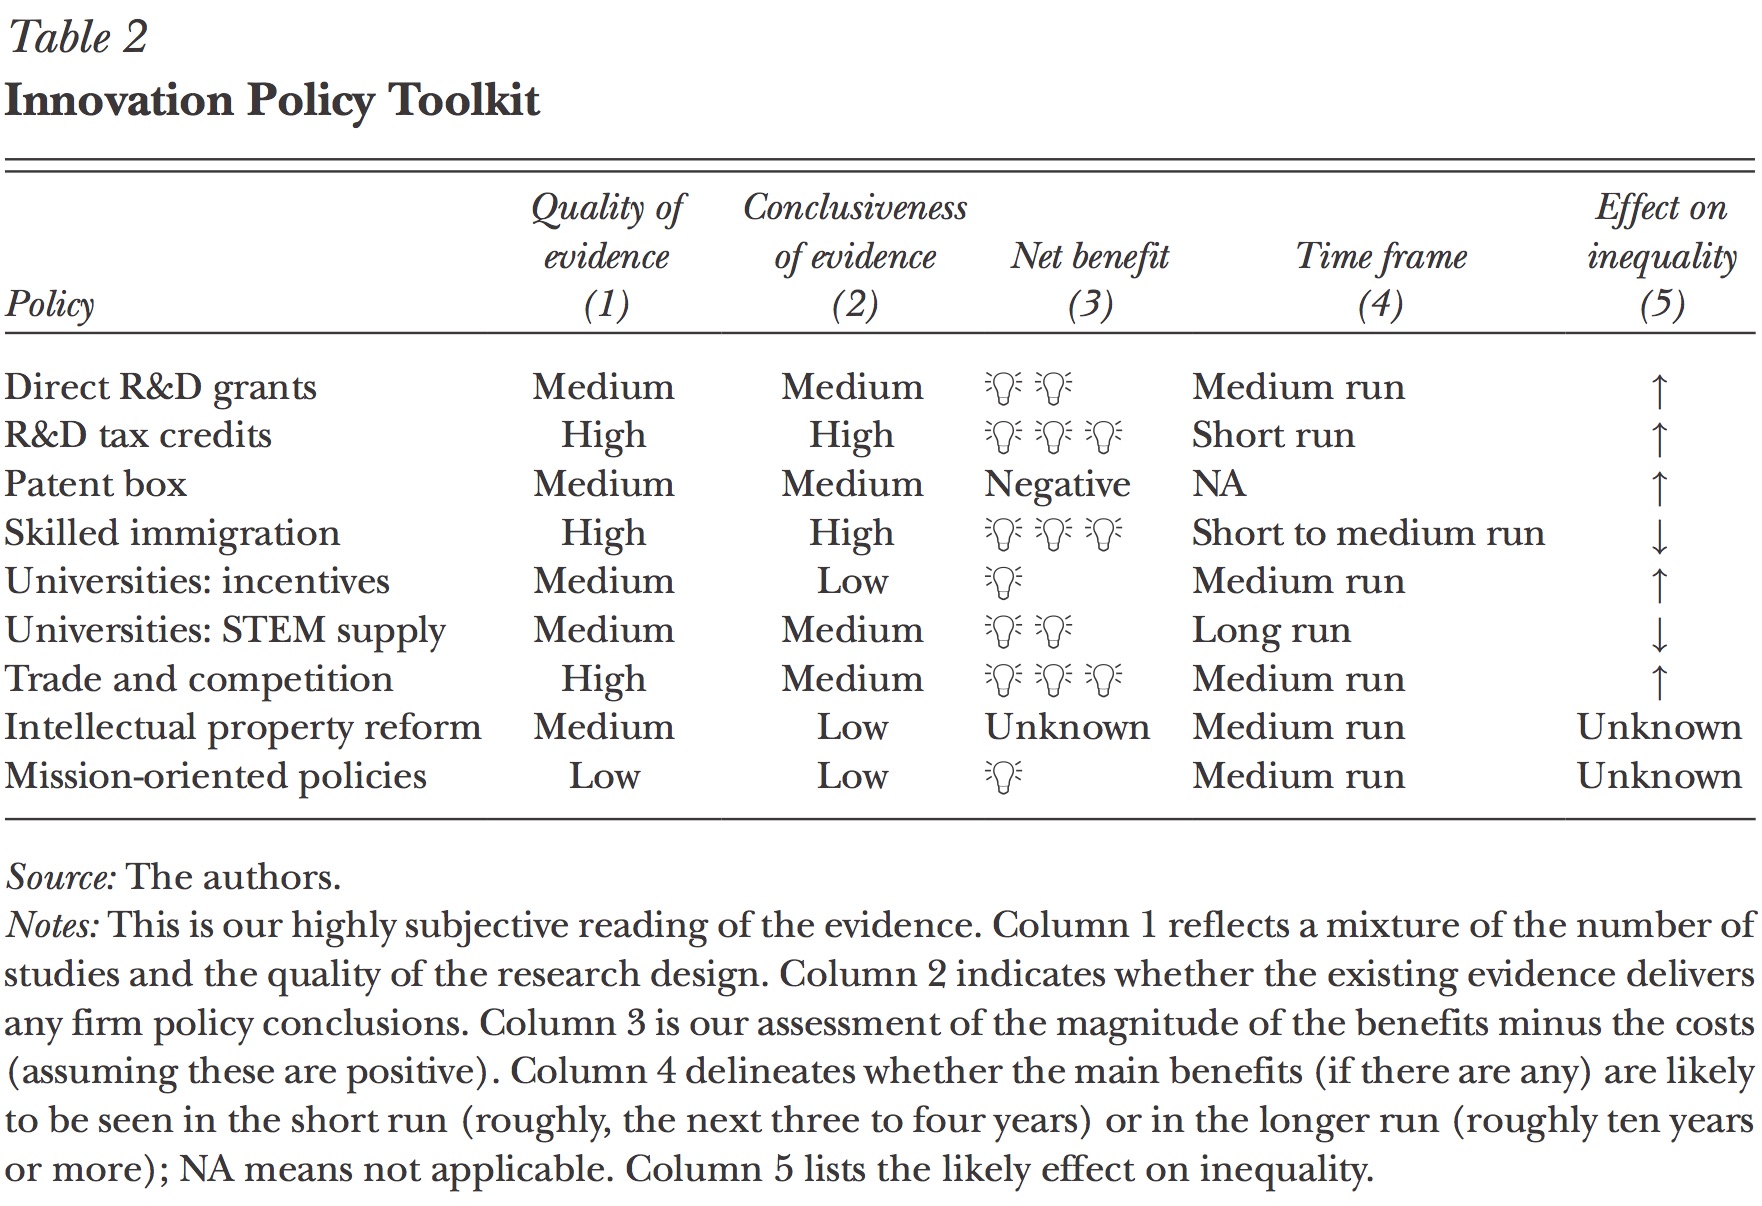 Table 2
Innovation Policy Toolkit
Quality of Conclusiveness Effect on
evidence of evidence Net benefit Time frame inequality
Policy (1) (2) (3) (4) (5)
Direct R&D grants Medium Medium Medium run ↑
R&D tax credits High High Short run ↑
Patent box Medium Medium Negative NA ↑
Skilled immigration High High Short to medium run ↓
Universities: incentives Medium Low Medium run ↑
Universities: STEM supply Medium Medium Long run ↓
Trade and competition High Medium Medium run ↑
Intellectual property reform Medium Low Unknown Medium run Unknown
Mission-oriented policies Low Low Medium run Unknown
Source: The authors.
Notes: This is our highly subjective reading of the evidence. Column 1 reflects a mixture of the number of
studies and the quality of the research design. Column 2 indicates whether the existing evidence delivers
any firm policy conclusions. Column 3 is our assessment of the magnitude of the benefits minus the costs
(assuming these are positive). Column 4 delineates whether the main benefits (if there are any) are likely
to be seen in the short run (roughly, the next three to four years) or in the longer run (roughly ten years
or more); NA means not applicable. Column 5 lists the likely effect on inequality.